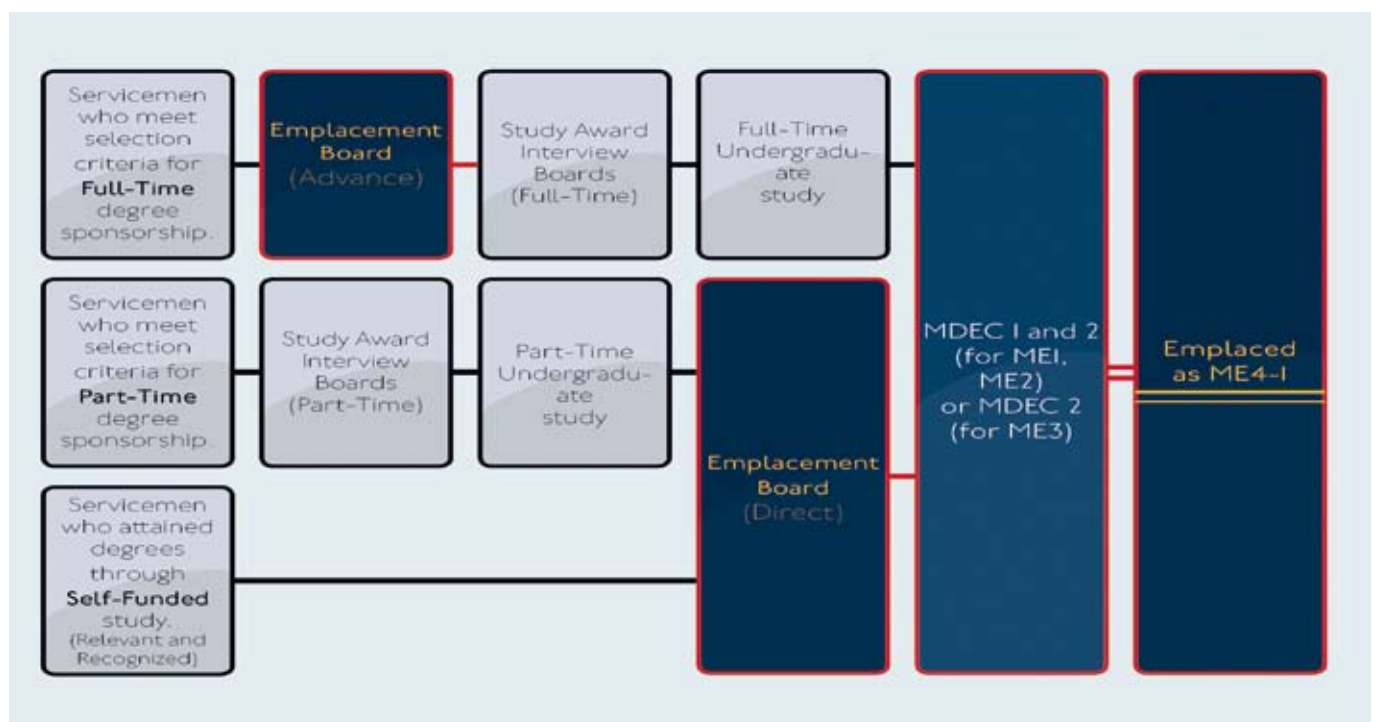 Servicemen
who meet
selection
criteria for
Full-Time
degree
sponsorship.
Emplacement
Board
(Advance)
Study Award
Interview
Boards
(Full-Time)
Full-Time
Undergradu-
ate
study
Servicemen
who meet
selection
criteria for
Part-Time
degree
sponsorship.
Study Award
Interview
Boards
(Part-Time)
Part-Time
Undergradu-
ate
study
Servicemen
who attained
degrees
through
Self-Funded
study.
(Relevant and
Recognized)
Emplacement
Board
(Direct)
MDEC 1 and 2
(for ME1,
ME2)
or MDEC 2
(for ME3)
Emplaced
as ME4-1